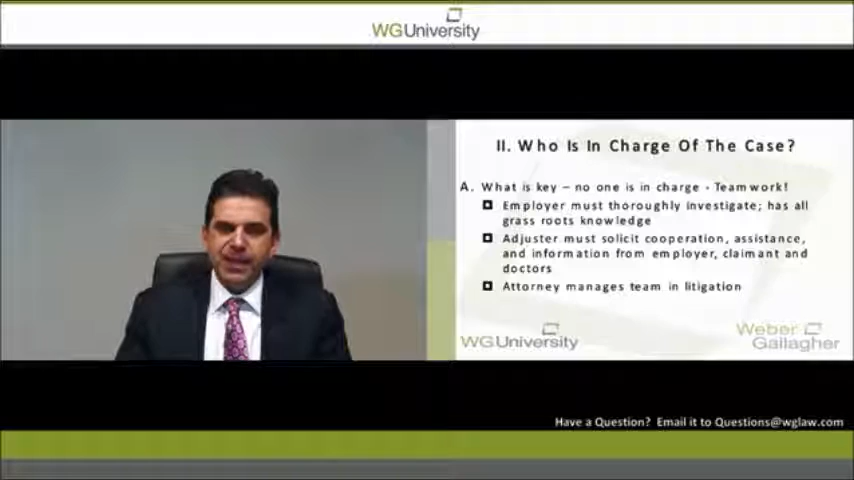 WGUniversity
II. Who Is In Charge Of The Case?
A. What is key – no one is in charge - Teamwork!
Employer must thoroughly investigate; has all
grass roots knowledge
Adjuster must solicit cooperation, assistance,
and information from employer, claimant and
doctors
Attorney manages team in litigation
WGUniversity
Weber
Gallagher
Have a Question? Email it to Questions@wglaw.com